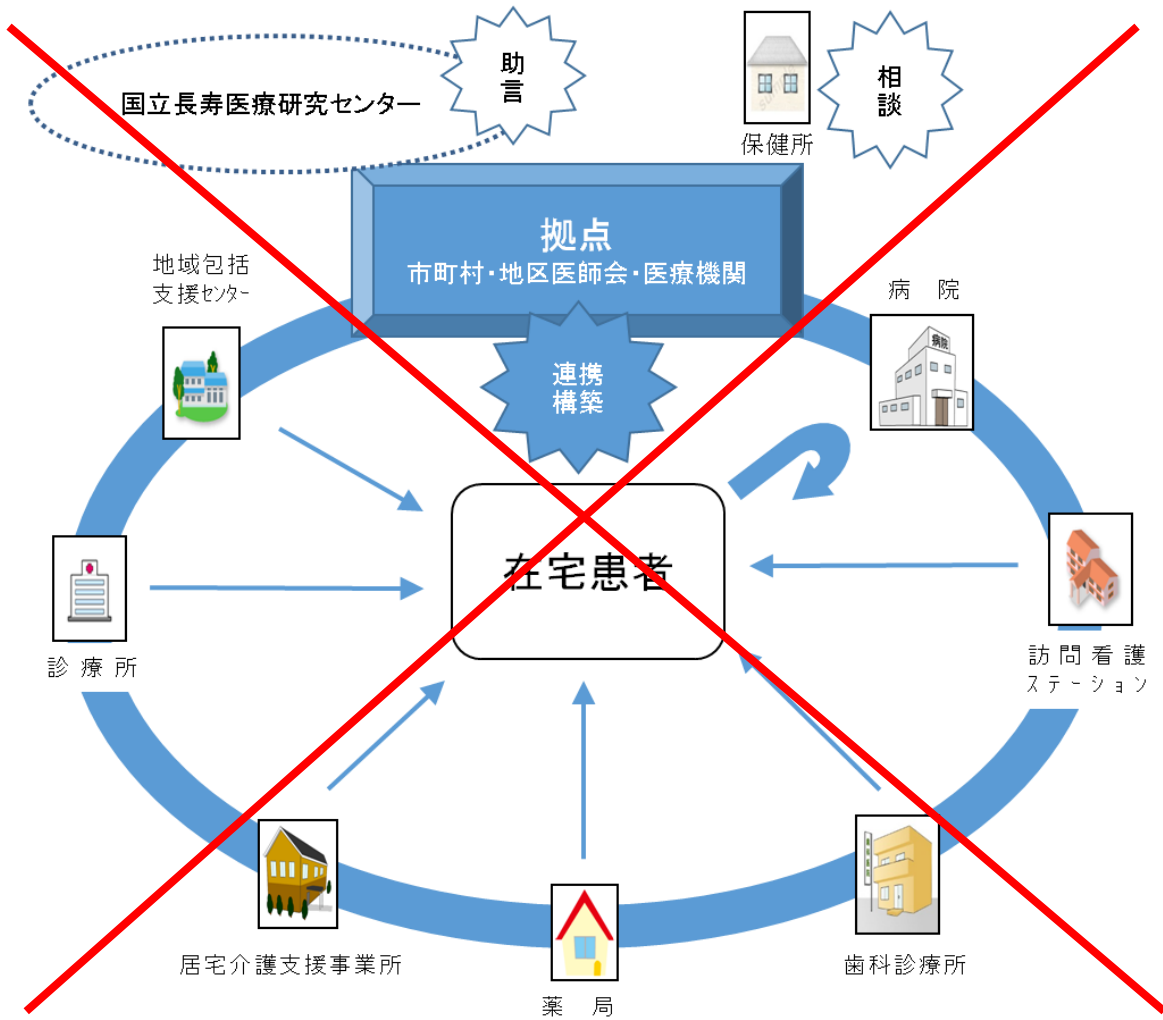 助
言
国立長寿医療研究センター
相
談
保健所
拠点
市町村・地区医師会・医療機関
地域包括
支援ｾﾝﾀｰ
病　院
病院
連携
構築
在宅患者
診療所
訪問看護
ｽﾃｰｼｮﾝ
居宅介護支援事業所
歯科診療所
薬　局